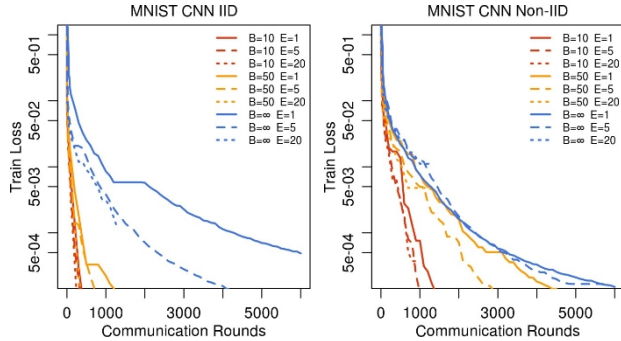 MNIST CNN IID
Train Loss
5e-01
5e-02
5e-03
5e-04
B=10 E=1
B=10 E=5
B=10 E=20
B=50 E=1
B=50 E=5
B=50 E=20
B=∞ E=1
B=∞ E=5
B=∞ E=20
0 1000 3000 5000
Communication Rounds
MNIST CNN Non-IID
Train Loss
5e-01
5e-02
5e-03
5e-04
B=10 E=1
B=10 E=5
B=10 E=20
B=50 E=1
B=50 E=5
B=50 E=20
B=∞ E=1
B=∞ E=5
B=∞ E=20
0 1000 3000 5000
Communication Rounds